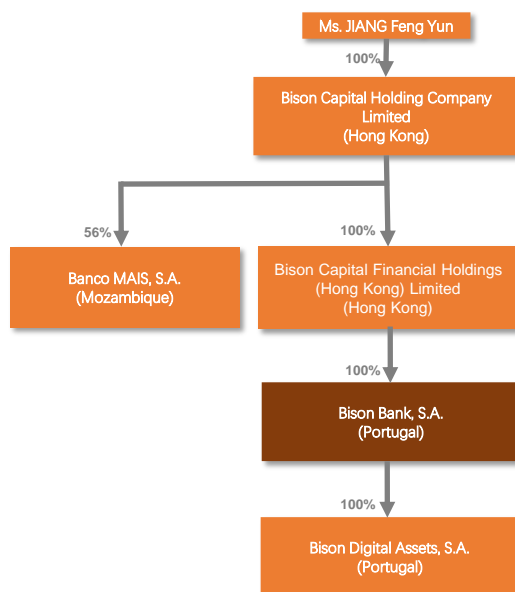 Ms. JIANG Feng Yun
100%
Bison Capital Holding Company
Limited
(Hong Kong)
56%
100%
Banco MAIS, S.A.
(Mozambique)
Bison Capital Financial Holdings
(Hong Kong) Limited
(Hong Kong)
100%
Bison Bank, S.A.
(Portugal)
100%
Bison Digital Assets, S.A.
(Portugal)